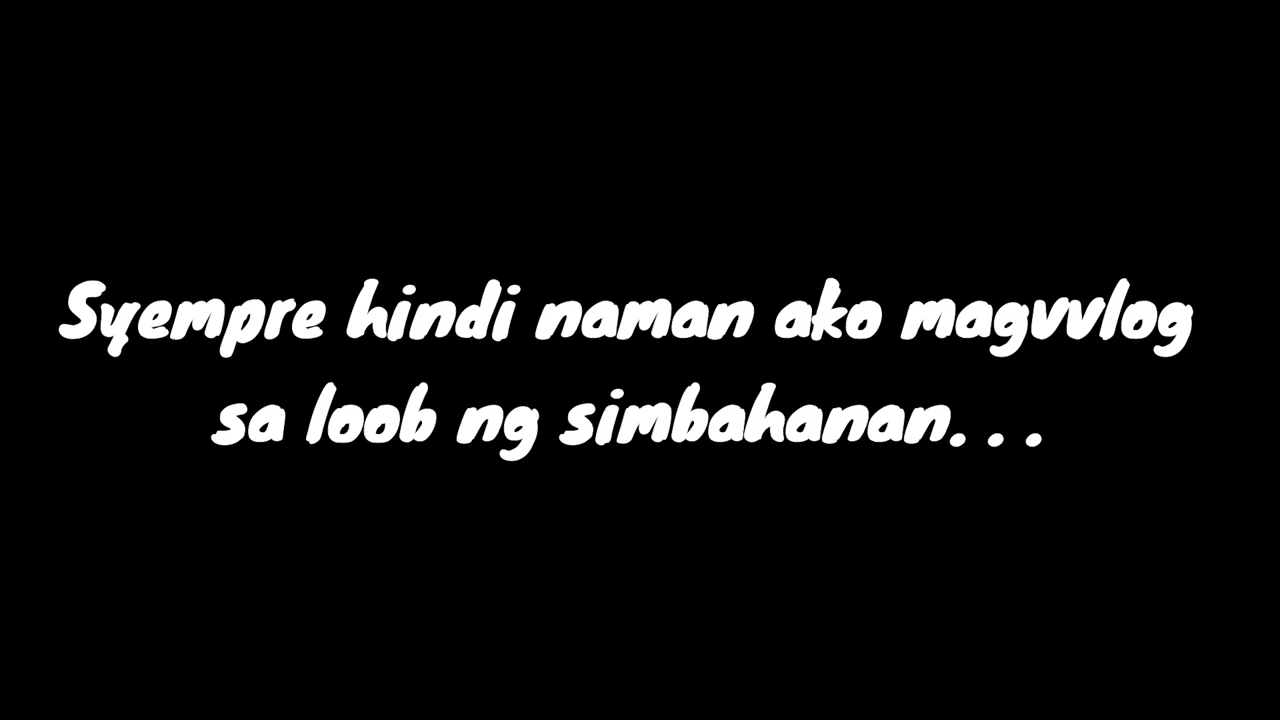 Syempre hindi naman ako magvvlog
sa loob ng simbahanan. . .